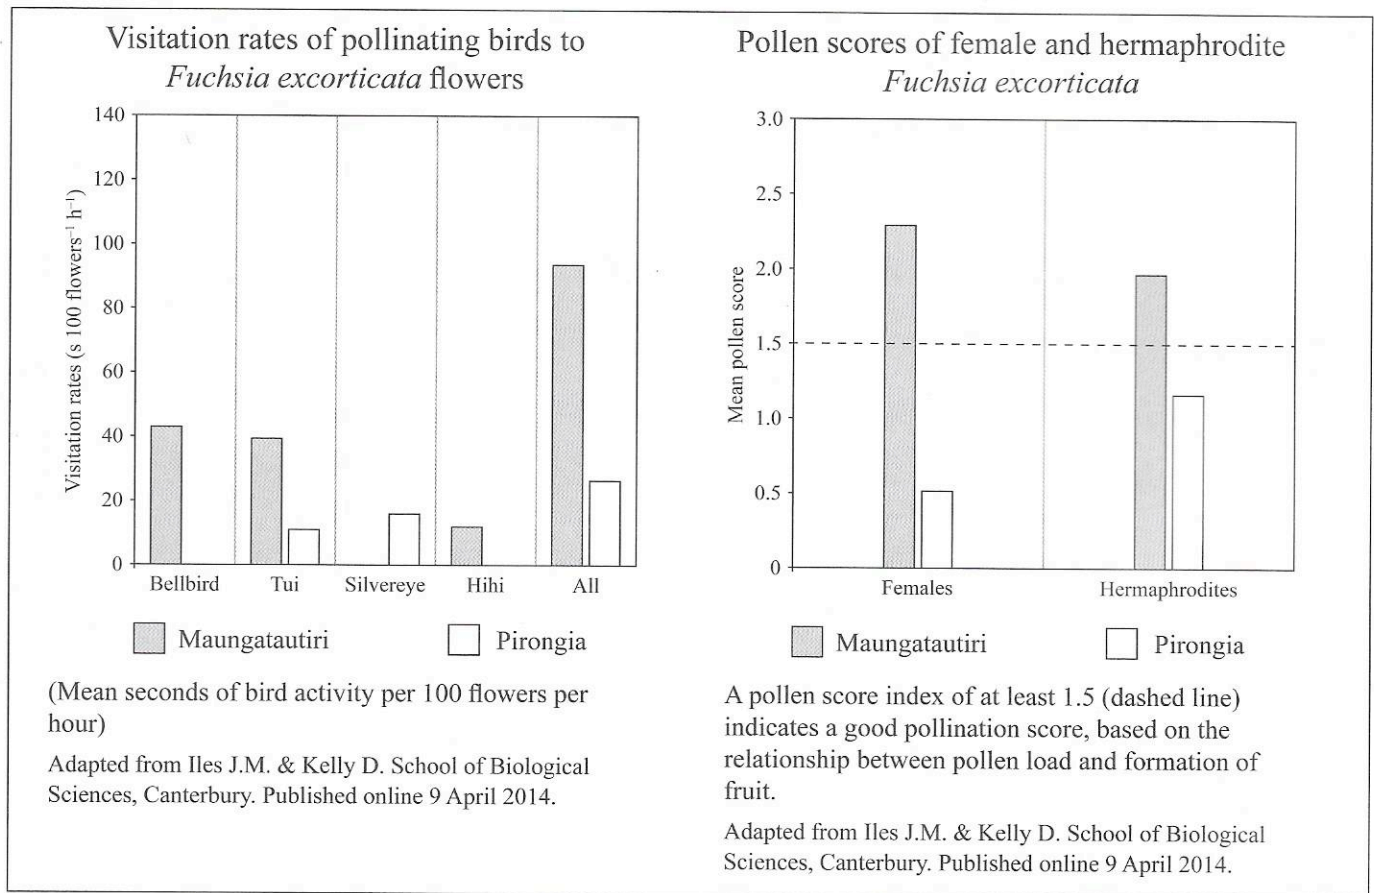 Visitation rates of pollinating birds to
Fuchsia excorticata flowers
Visitation rates (s 100 flowers⁻¹ h⁻¹)
140
120
100
80
60
40
20
0
Bellbird Tui Silvereye Hihi All
Maungatautiri Pirongia
(Mean seconds of bird activity per 100 flowers per
hour)
Adapted from Iles J.M. & Kelly D. School of Biological
Sciences, Canterbury. Published online 9 April 2014.
Pollen scores of female and hermaphrodite
Fuchsia excorticata
Mean pollen score
3.0
2.5
2.0
1.5
1.0
0.5
0
Females Hermaphrodites
Maungatautiri Pirongia
A pollen score index of at least 1.5 (dashed line)
indicates a good pollination score, based on the
relationship between pollen load and formation of
fruit.
Adapted from Iles J.M. & Kelly D. School of Biological
Sciences, Canterbury. Published online 9 April 2014.